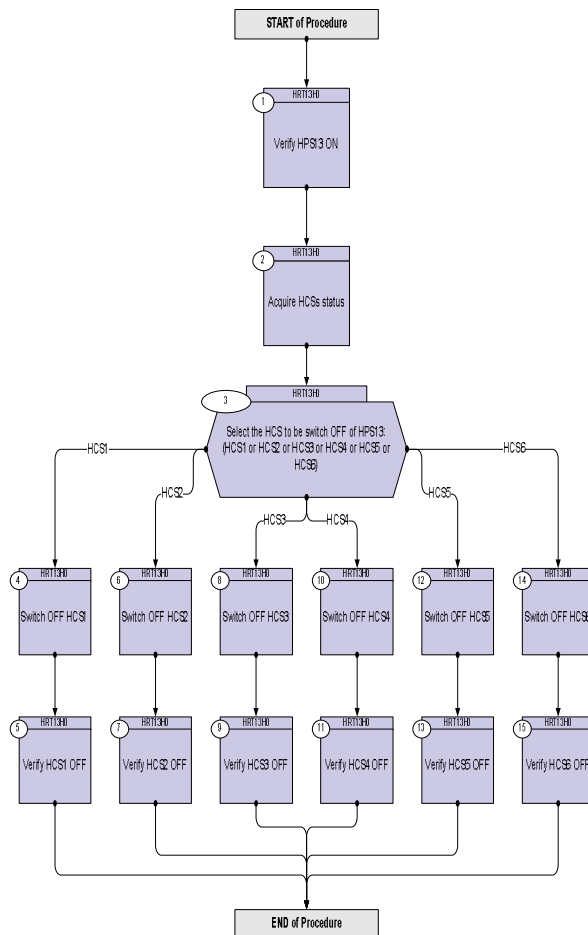 START of Procedure
HRT13H0
1
Verify HPS13 ON
HRT13H0
2
Acquire HCSs status
HRT13H0
3
Select the HCS to be switch OFF of HPS13:
(HCS1 or HCS2 or HCS3 or HCS4 or HCS5 or
HCS6)
HCS1
HCS2
HCS3
HCS4
HCS5
HCS6
HRT13H0
4
Switch OFF HCS1
HRT13H0
6
Switch OFF HCS2
HRT13H0
8
Switch OFF HCS3
HRT13H0
10
Switch OFF HCS4
HRT13H0
12
Switch OFF HCS5
HRT13H0
14
Switch OFF HCS6
HRT13H0
5
Verify HCS1 OFF
HRT13H0
7
Verify HCS2 OFF
HRT13H0
9
Verify HCS3 OFF
HRT13H0
11
Verify HCS4 OFF
HRT13H0
13
Verify HCS5 OFF
HRT13H0
15
Verify HCS6 OFF
END of Procedure